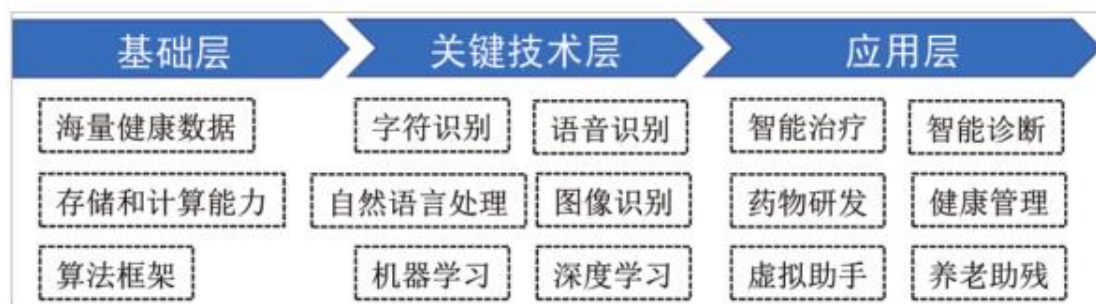 基础层 关键技术层 应用层
海量健康数据 字符识别 语音识别 智能治疗 智能诊断
存储和计算能力 自然语言处理 图像识别 药物研发 健康管理
算法框架 机器学习 深度学习 虚拟助手 养老助残